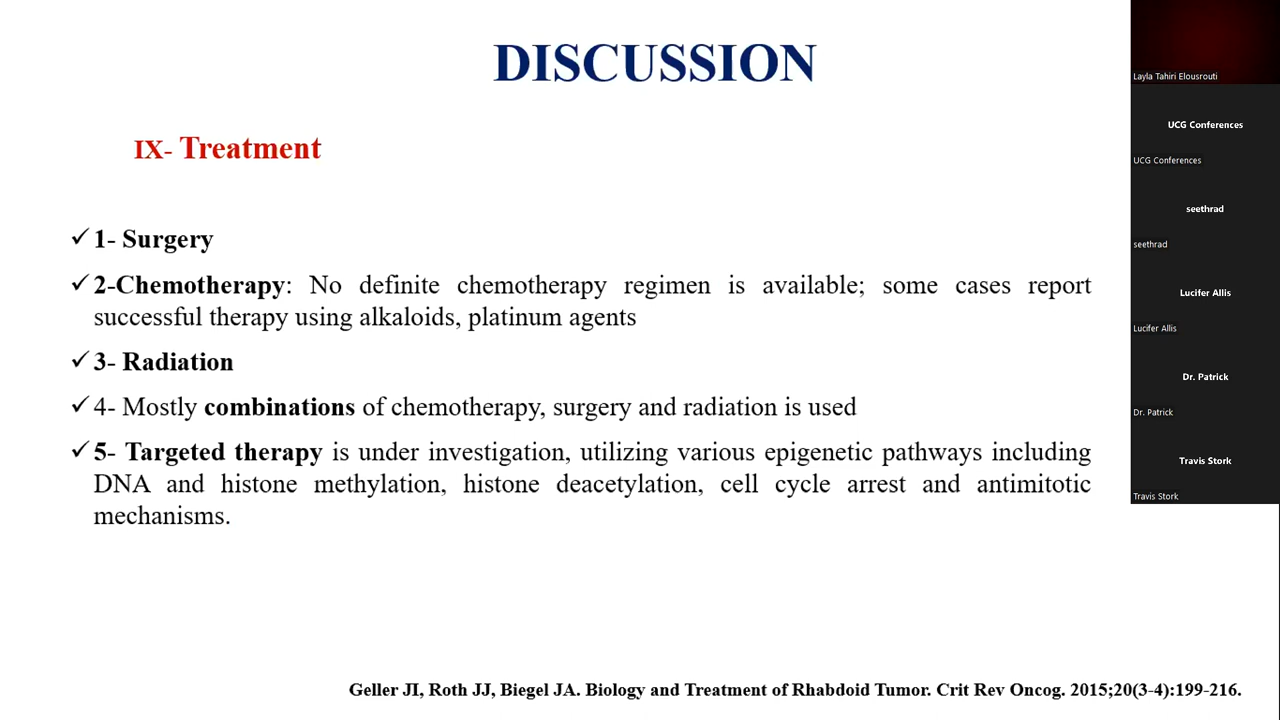 DISCUSSION
IX- Treatment
✓ 1- Surgery
✓ 2-Chemotherapy: No definite chemotherapy regimen is available; some cases report
successful therapy using alkaloids, platinum agents
✓ 3- Radiation
✓ 4- Mostly combinations of chemotherapy, surgery and radiation is used
✓ 5- Targeted therapy is under investigation, utilizing various epigenetic pathways including
DNA and histone methylation, histone deacetylation, cell cycle arrest and antimitotic
mechanisms.
Geller JI, Roth JJ, Biegel JA. Biology and Treatment of Rhabdoid Tumor. Crit Rev Oncog. 2015;20(3-4):199-216.
Layla Tahiri Elousrouti
UCG Conferences
UCG Conferences
seethrad
seethrad
Lucifer Allis
Lucifer Allis
Dr. Patrick
Dr. Patrick
Travis Stork
Travis Stork